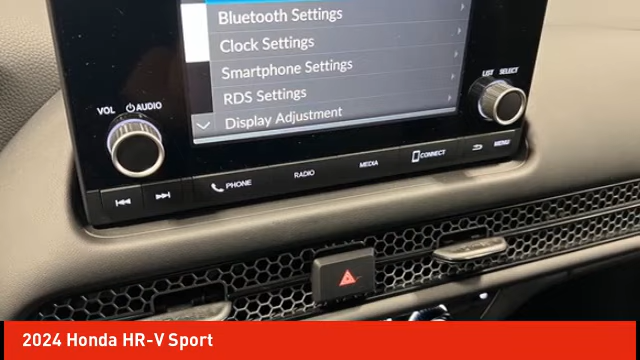 Bluetooth Settings
Clock Settings
Smartphone Settings
RDS Settings
Display Adjustment
VOL AUDIO
LIST SELECT
PHONE RADIO MEDIA CONNECT MENU
2024 Honda HR-V Sport